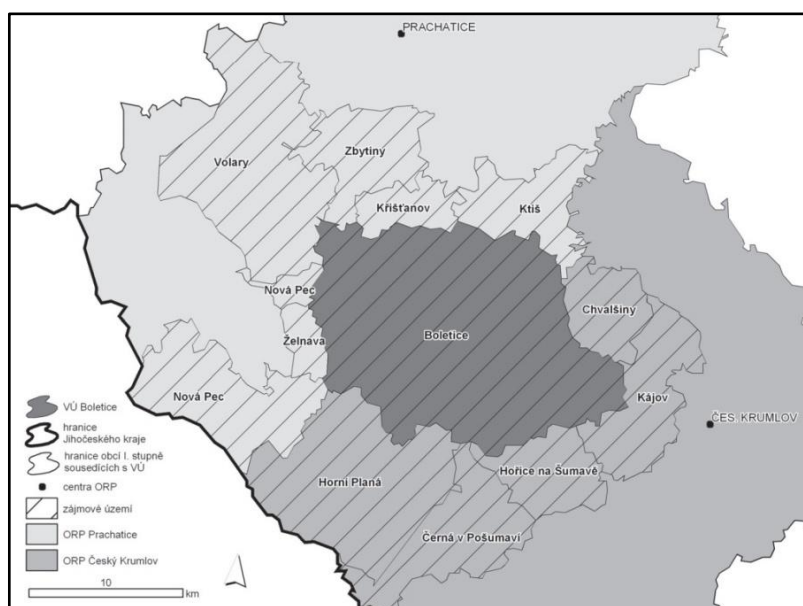 PRACHATICE
Zbytiny
Volary
Křišťanov
Ktiš
Nová Pec
Chvalšiny
Želnava
Boletice
Nová Pec
Kájov
ČES. KRUMLOV
Horní Planá
Hořice na Šumavě
Černá v Pošumaví
VÚ Boletice
hranice
Jihočeského kraje
hranice obcí I. stupně
sousedících s VÚ
centra ORP
zájmové území
ORP Prachatice
ORP Český Krumlov
10
km